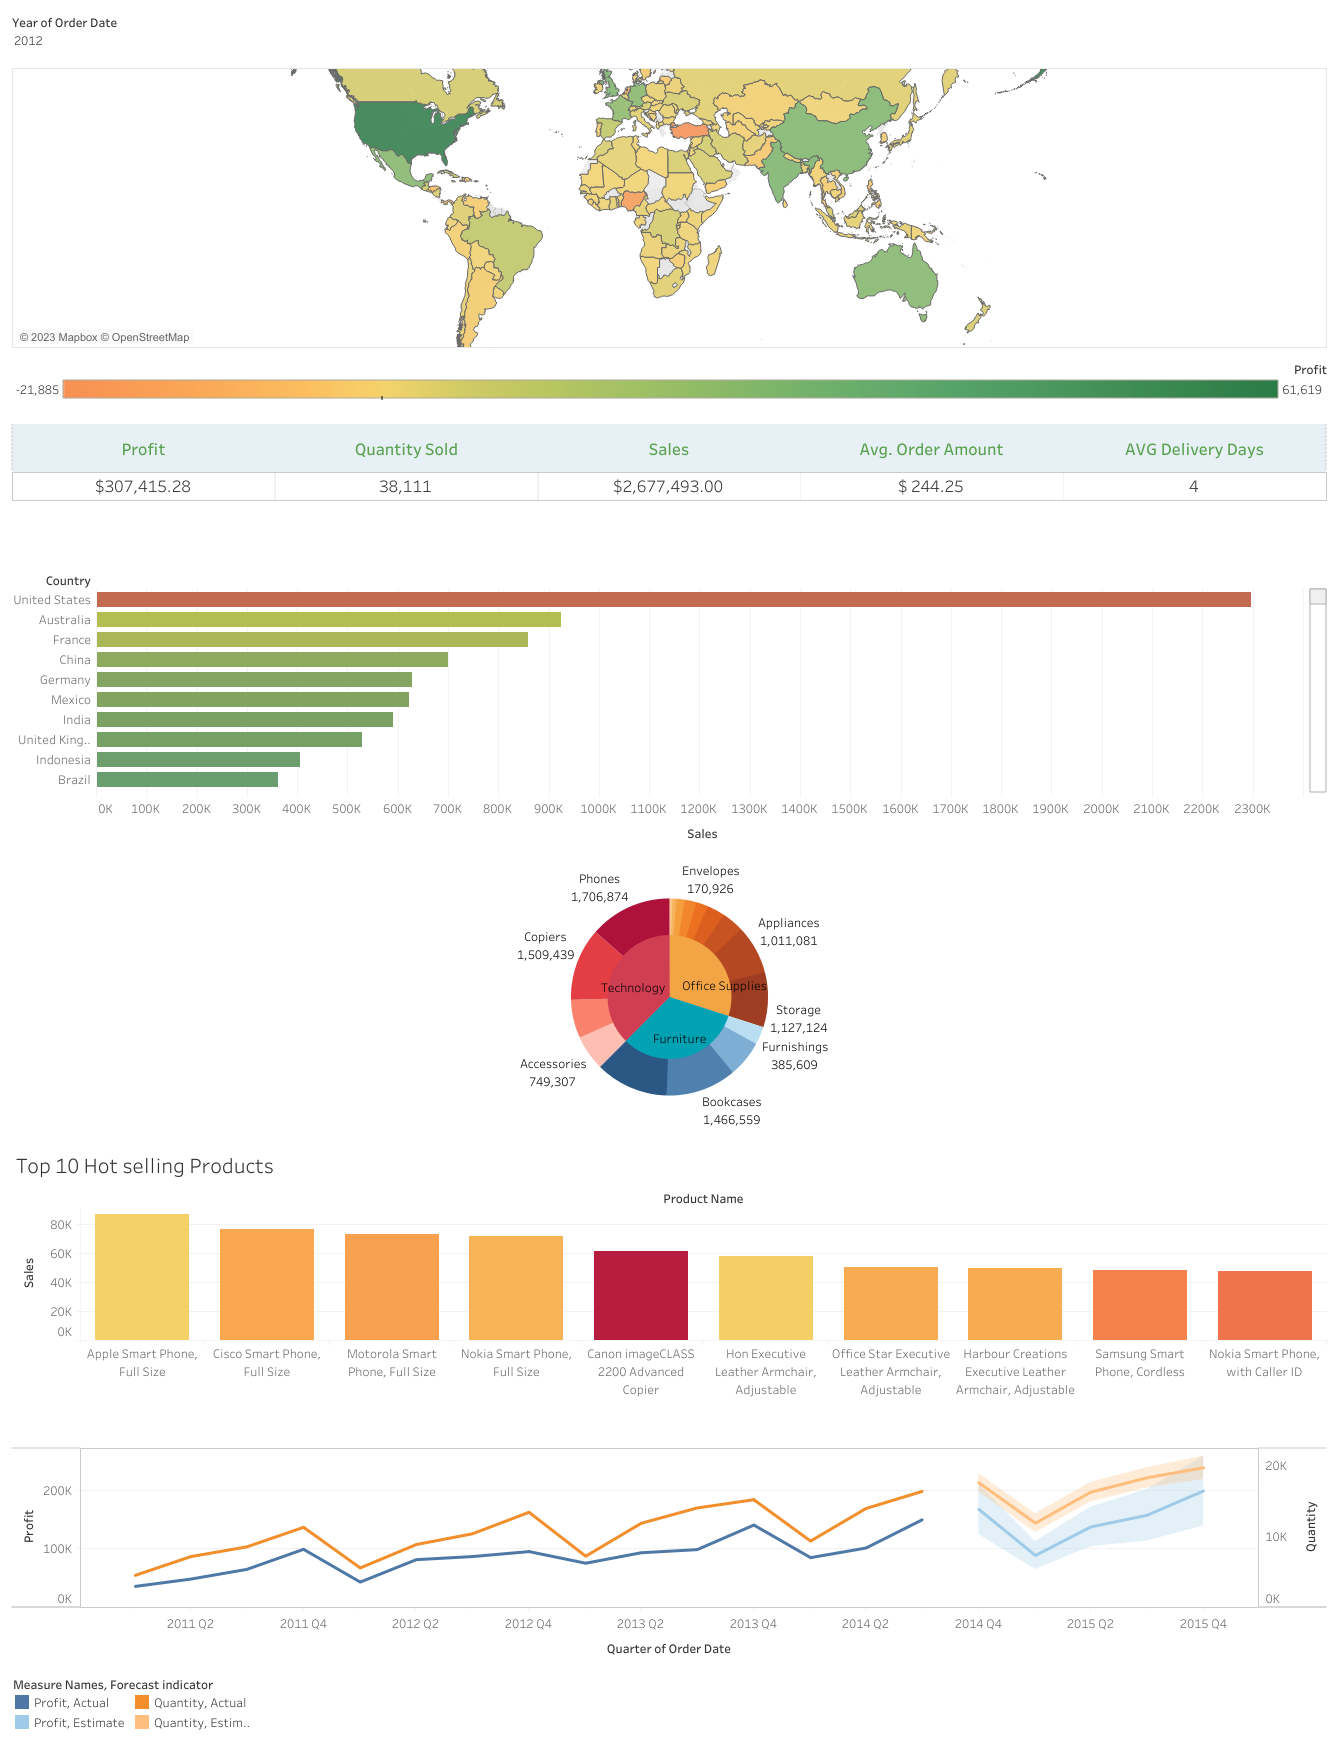 Year of Order Date
2012
© 2023 Mapbox © OpenStreetMap
Profit
-21,885
61,619
Profit Quantity Sold Sales Avg. Order Amount AVG Delivery Days
$307,415.28 38,111 $2,677,493.00 $ 244.25 4
Country
United States
Australia
France
China
Germany
Mexico
India
United King..
Indonesia
Brazil
0K 100K 200K 300K 400K 500K 600K 700K 800K 900K 1000K 1100K 1200K 1300K 1400K 1500K 1600K 1700K 1800K 1900K 2000K 2100K 2200K 2300K
Sales
Envelopes
170,926
Phones
1,706,874
Appliances
1,011,081
Copiers
1,509,439
Technology
Office Supplies
Storage
1,127,124
Furniture
Furnishings
385,609
Accessories
749,307
Bookcases
1,466,559
Top 10 Hot selling Products
Product Name
Sales
80K
60K
40K
20K
0K
Apple Smart Phone,
Full Size
Cisco Smart Phone,
Full Size
Motorola Smart
Phone, Full Size
Nokia Smart Phone,
Full Size
Canon imageCLASS
2200 Advanced
Copier
Hon Executive
Leather Armchair,
Adjustable
Office Star Executive
Leather Armchair,
Adjustable
Harbour Creations
Executive Leather
Armchair, Adjustable
Samsung Smart
Phone, Cordless
Nokia Smart Phone,
with Caller ID
Profit
200K
100K
0K
20K
10K
0K
Quantity
2011 Q2 2011 Q4 2012 Q2 2012 Q4 2013 Q2 2013 Q4 2014 Q2 2014 Q4 2015 Q2 2015 Q4
Quarter of Order Date
Measure Names, Forecast indicator
Profit, Actual Quantity, Actual
Profit, Estimate Quantity, Estim..